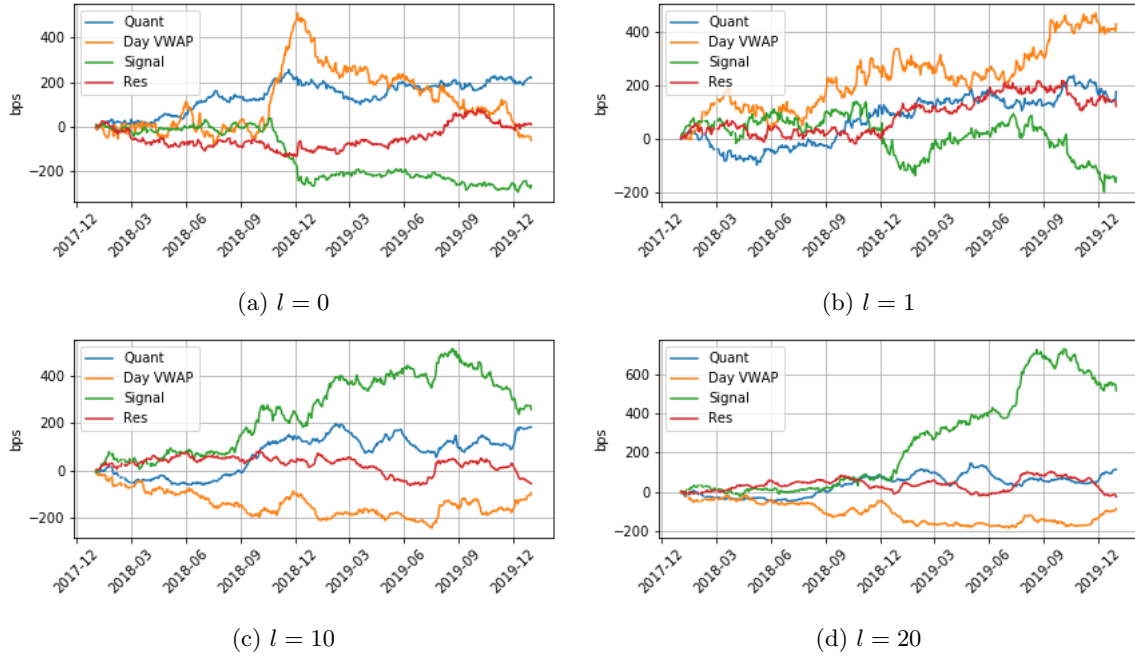 Quant
Day VWAP
Signal
Res
bps
400
200
0
−200
2017-12
2018-03
2018-06
2018-09
2018-12
2019-03
2019-06
2019-09
2019-12
(a) l = 0
Quant
Day VWAP
Signal
Res
bps
400
200
0
−200
2017-12
2018-03
2018-06
2018-09
2018-12
2019-03
2019-06
2019-09
2019-12
(b) l = 1
Quant
Day VWAP
Signal
Res
bps
400
200
0
−200
2017-12
2018-03
2018-06
2018-09
2018-12
2019-03
2019-06
2019-09
2019-12
(c) l = 10
Quant
Day VWAP
Signal
Res
bps
600
400
200
0
−200
2017-12
2018-03
2018-06
2018-09
2018-12
2019-03
2019-06
2019-09
2019-12
(d) l = 20